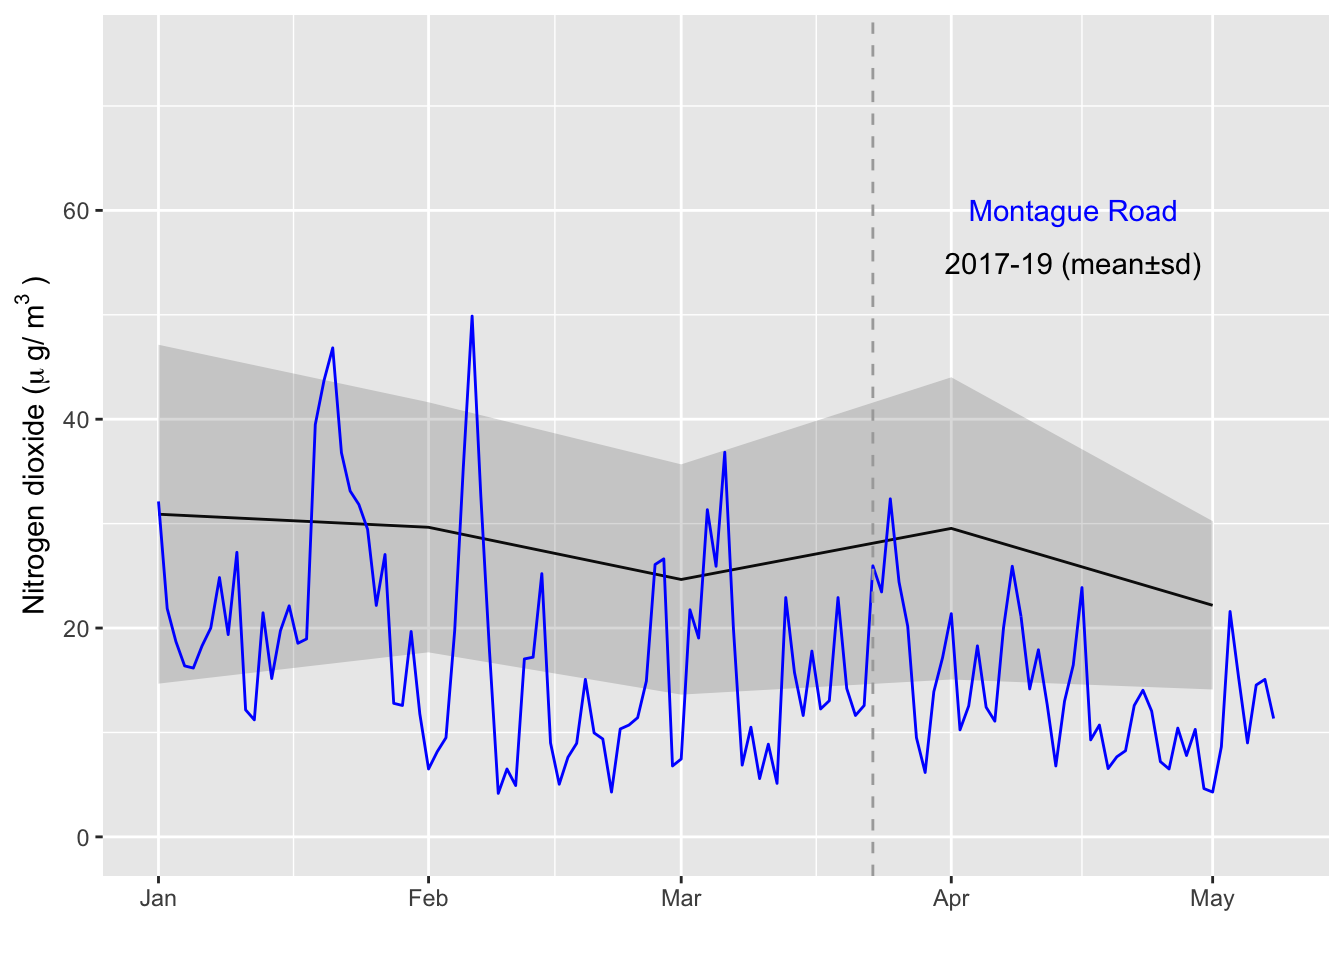 Nitrogen dioxide (μ g/ m³ )
60
40
20
0
Montague Road
2017-19 (mean±sd)
Jan Feb Mar Apr May